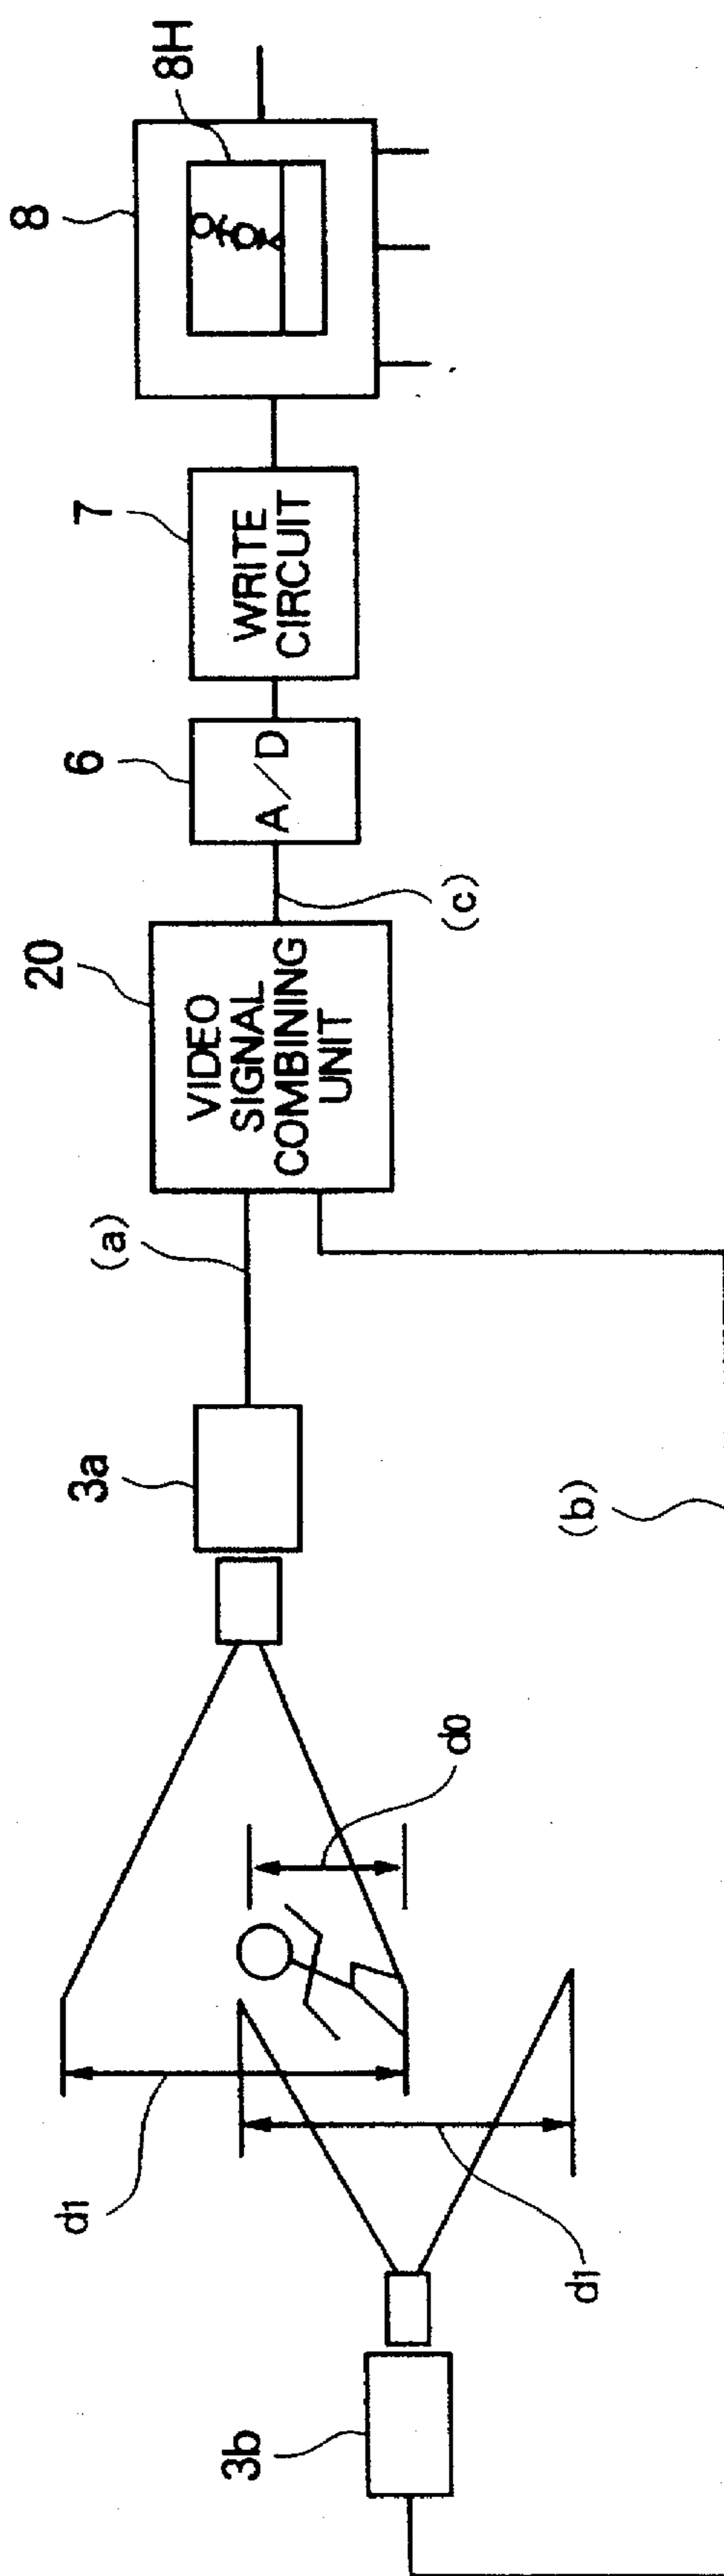 8
8H
7
WRITE
CIRCUIT
6
A/D
(c)
20
VIDEO
SIGNAL
COMBINING
UNIT
(a)
3a
(b)
d0
d1
d1
3b